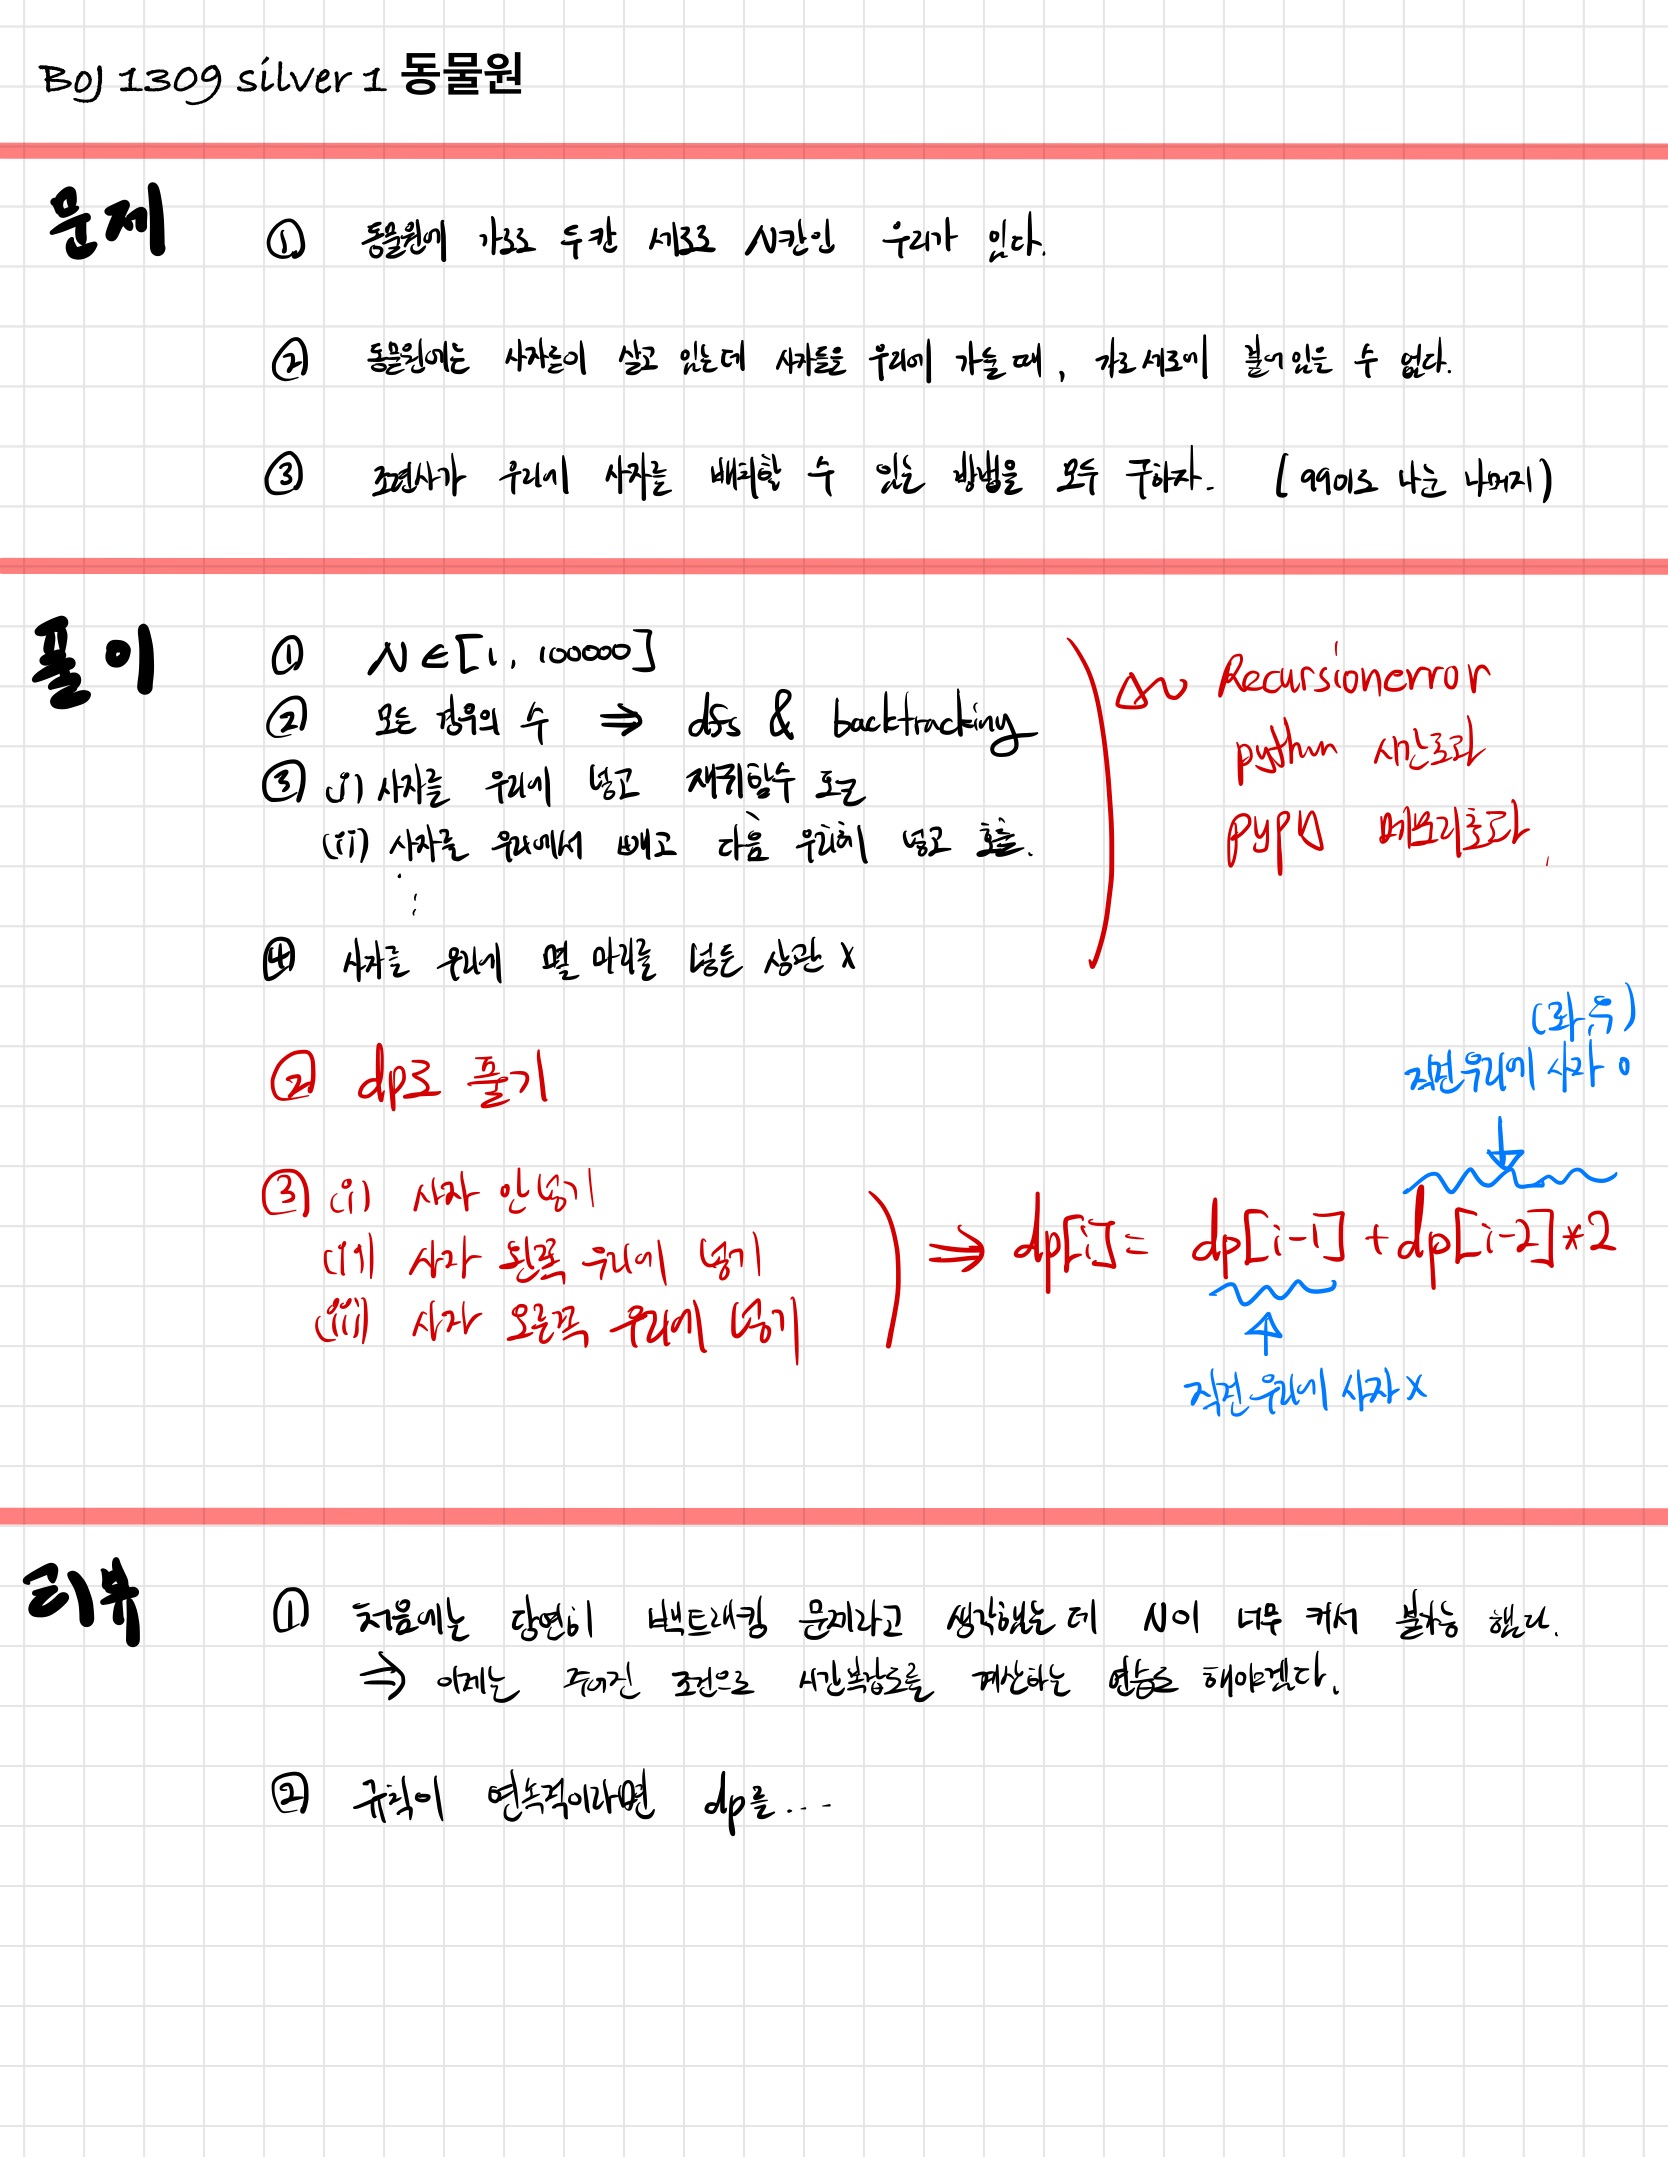 BOJ 1309 silver 1 동물원
문제
① 동물원에 가로로 두칸 세로로 N칸인 우리가 있다.
② 동물원에는 사자들이 살고 있는데 사자들을 우리에 가둘 때, 가로 세로에 붙어 있을 수 없다.
③ 조련사가 우리에 사자를 배치할 수 있는 방법을 모두 구하자. (9901로 나눈 나머지)
풀이
① N ∈ [1, 100000]
② 모든 경우의 수 ⇒ dfs & backtracking
③ (i) 사자를 우리에 넣고 재귀함수 호출
(ii) 사자를 우리에서 빼고 다음 우리에 넣고 호출.
⋮
④ 사자를 우리에 몇 마리를 넣든 상관 x
Recursionerror
python 시간초과
pypy 메모리초과
② dp로 풀기
③ (i) 사자 안넣기
(ii) 사자 왼쪽 우리에 넣기
(iii) 사자 오른쪽 우리에 넣기
⇒ dp[i] = dp[i-1] + dp[i-2]*2
(좌,우)
직전우리에 사자 o
직전우리에 사자 x
리뷰
① 처음에는 당연히 백트래킹 문제라고 생각했는데 N이 너무 커서 불가능 했다.
⇒ 이제는 주어진 조건으로 시간복잡도를 계산하는 연습도 해야겠다.
② 규칙이 연속적이라면 dp를.....